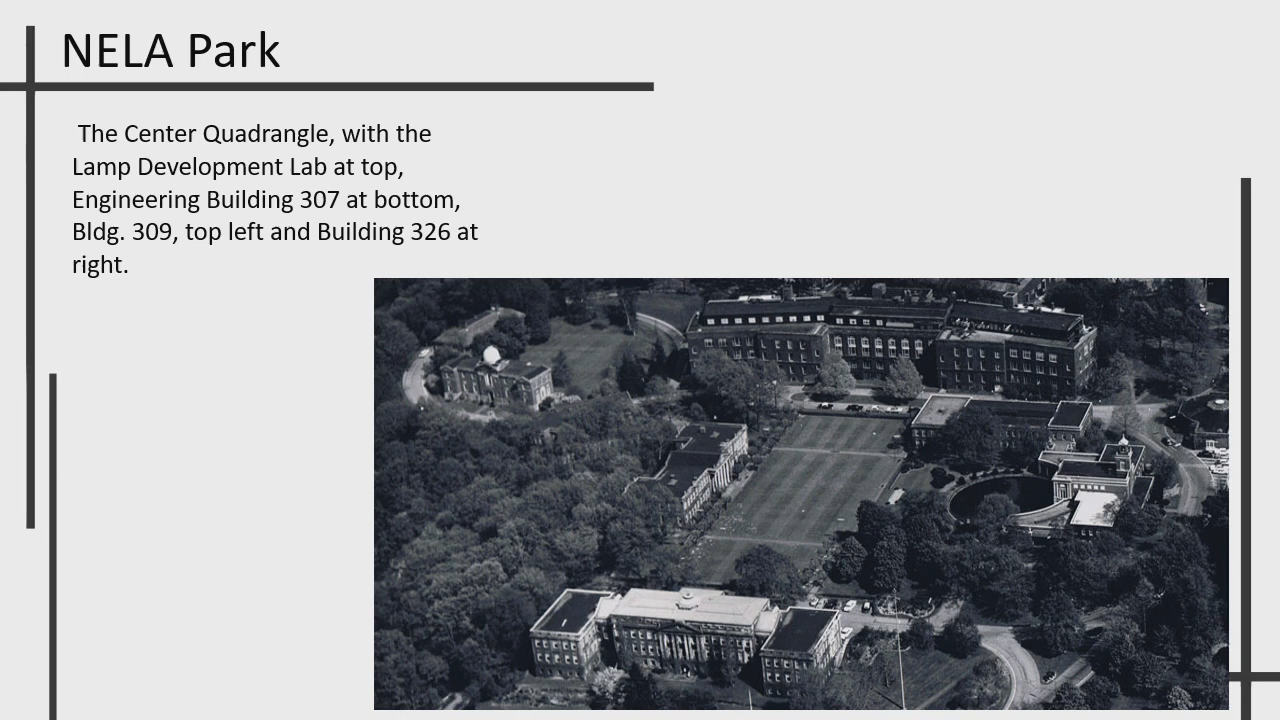 NELA Park
The Center Quadrangle, with the
Lamp Development Lab at top,
Engineering Building 307 at bottom,
Bldg. 309, top left and Building 326 at
right.